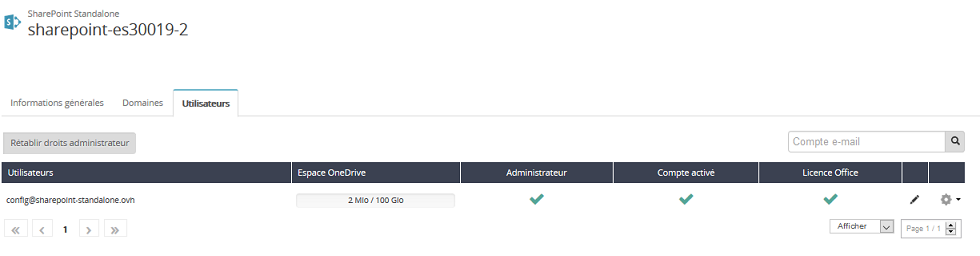 SharePoint Standalone
sharepoint-es30019-2
Informations générales Domaines Utilisateurs
Rétablir droits administrateur Compte e-mail
Utilisateurs Espace OneDrive Administrateur Compte activé Licence Office
config@sharepoint-standalone.ovh 2 Mio / 100 Gio
1 Afficher Page 1 / 1